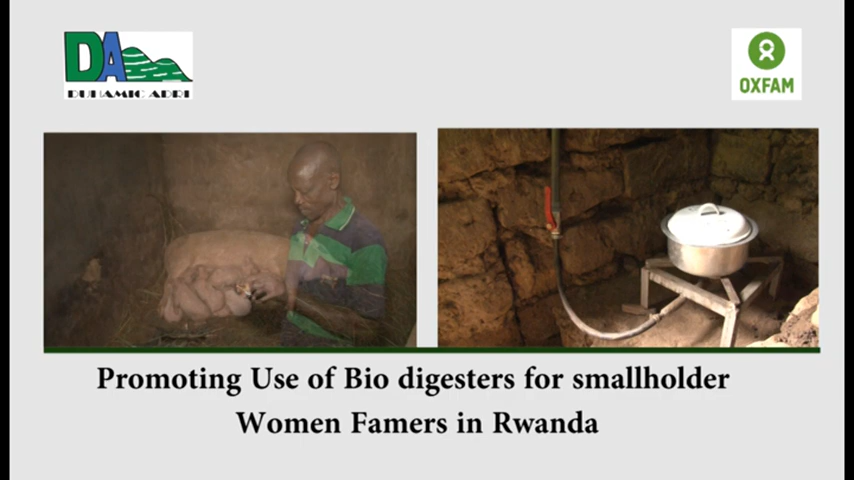 DA
DUHAMIC ADRI
OXFAM
Promoting Use of Bio digesters for smallholder
Women Famers in Rwanda